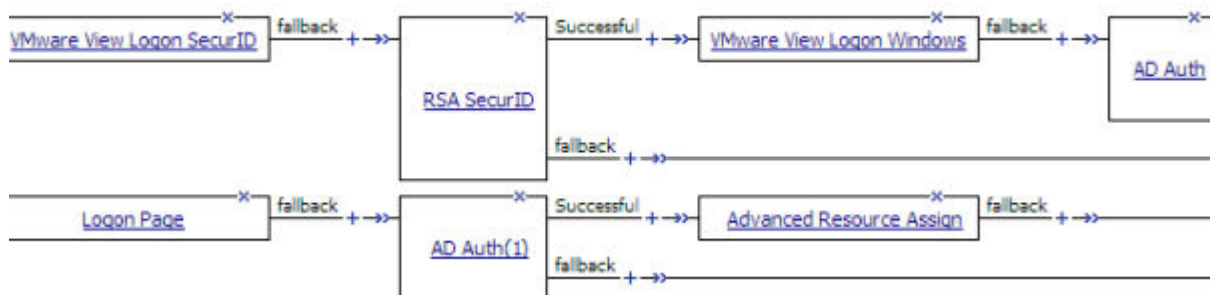 VMware View Logon SecurID
fallback
RSA SecurID
Successful
VMware View Logon Windows
fallback
AD Auth
fallback
Logon Page
fallback
AD Auth(1)
Successful
Advanced Resource Assign
fallback
fallback